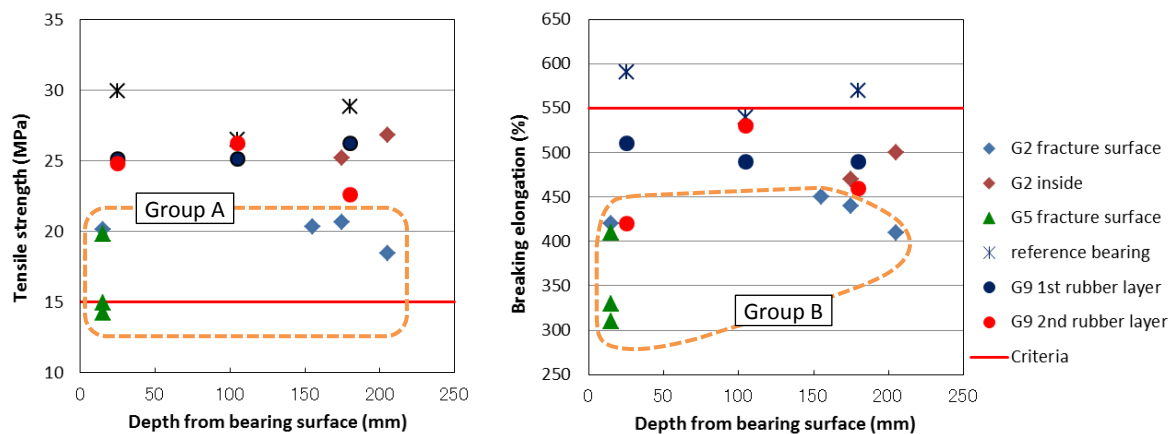 Tensile strength (MPa)
35
30
25
20
15
10
Group A
0
50
100
150
200
250
Depth from bearing surface (mm)
Breaking elongation (%)
650
600
550
500
450
400
350
300
250
Group B
0
50
100
150
200
250
Depth from bearing surface (mm)
G2 fracture surface
G2 inside
G5 fracture surface
reference bearing
G9 1st rubber layer
G9 2nd rubber layer
Criteria